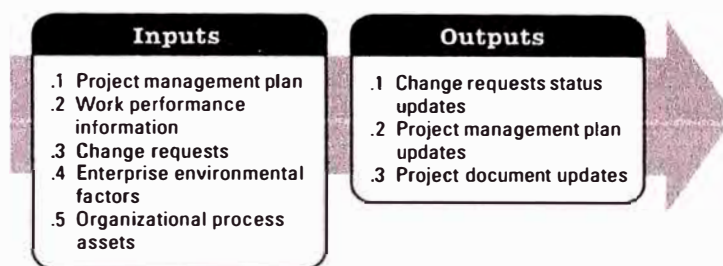 Inputs
.1 Project management plan
.2 Work performance
information
.3 Change requests
.4 Enterprise environmental
factors
.5 Organizational process
assets
Outputs
.1 Change requests status
updates
.2 Project management plan
updates
.3 Project document updates